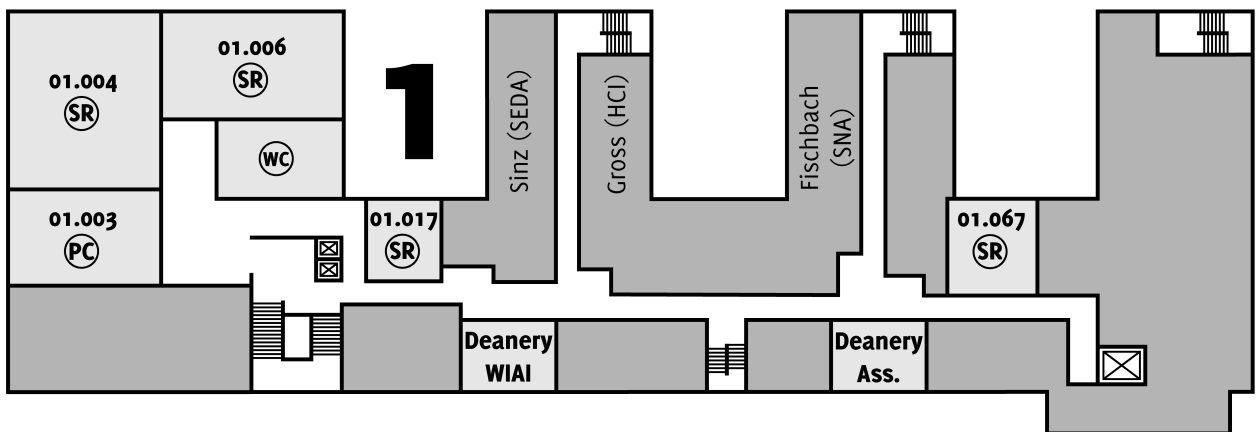 01.004
SR
01.006
SR
WC
1
01.003
PC
01.017
SR
Sinz (SEDA)
Gross (HCI)
Fischbach
(SNA)
01.067
SR
Deanery
WIAI
Deanery
Ass.